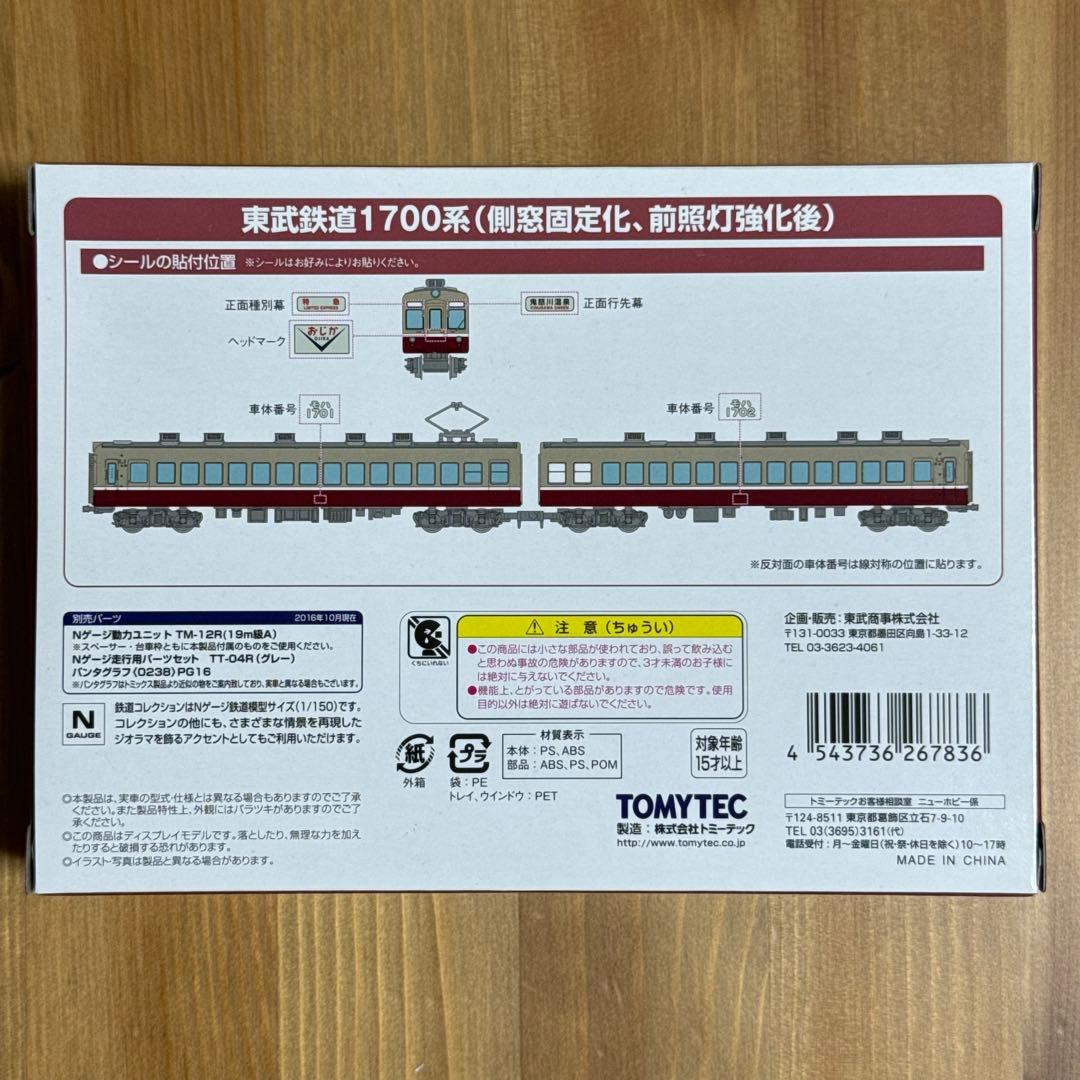 東武鉄道1700系(側窓固定化、前照灯強化後)
●シールの貼付位置 ※シールはお好みによりお貼りください。
正面種別幕
特急
LIMITED EXPRESS
鬼怒川温泉
KINUGAWA ONSEN
正面行先幕
ヘッドマーク
おじか
OJIKA
車体番号
モハ
1701
車体番号
モハ
1702
※反対面の車体番号は線対称の位置に貼ります。
別売パーツ
2016年10月現在
Nゲージ動力ユニット TM-12R(19m級A)
※スペーサー・台車枠ともに本製品付属のものをご使用ください。
Nゲージ走行用パーツセット TT-04R(グレー)
パンタグラフ〈0238〉PG16
※パンタグラフはトミックス製品より近似の物をご案内致しており、実車と異なる場合もございます。
N
GAUGE
鉄道コレクションはNゲージ鉄道模型サイズ(1/150)です。
コレクションの他にも、さまざまな情景を再現した
ジオラマを飾るアクセントとしてもご利用いただけます。
◎本製品は、実車の型式・仕様とは異なる場合もありますのでご了承
ください。また製品特性上、外観にはバラツキがありますのでご了
承ください。
◎この商品はディスプレイモデルです。落としたり、無理な力を加え
たりすると破損する恐れがあります。
◎イラスト・写真は製品と異なる場合があります。
くちにいれない
⚠ 注意(ちゅうい)
●この商品には小さな部品が使われており、誤って飲み込む
と思わぬ事故の危険がありますので、3才未満のお子様に
は絶対に与えないでください。
●機能上、とがっている部品がありますので危険です。使用
目的以外は絶対に遊ばないでください。
紙
外箱
プラ
袋:PE
トレイ、ウインドウ:PET
材質表示
本体:PS、ABS
部品:ABS、PS、POM
対象年齢
15才以上
TOMYTEC
製造:株式会社トミーテック
http://www.tomytec.co.jp
企画・販売:東武商事株式会社
〒131-0033 東京都墨田区向島1-33-12
TEL 03-3623-4061
4 543736 267836
トミーテックお客様相談室 ニューホビー係
〒124-8511 東京都葛飾区立石7-9-10
TEL 03(3695)3161(代)
電話受付:月〜金曜日(祝・祭・休日を除く)10〜17時
MADE IN CHINA